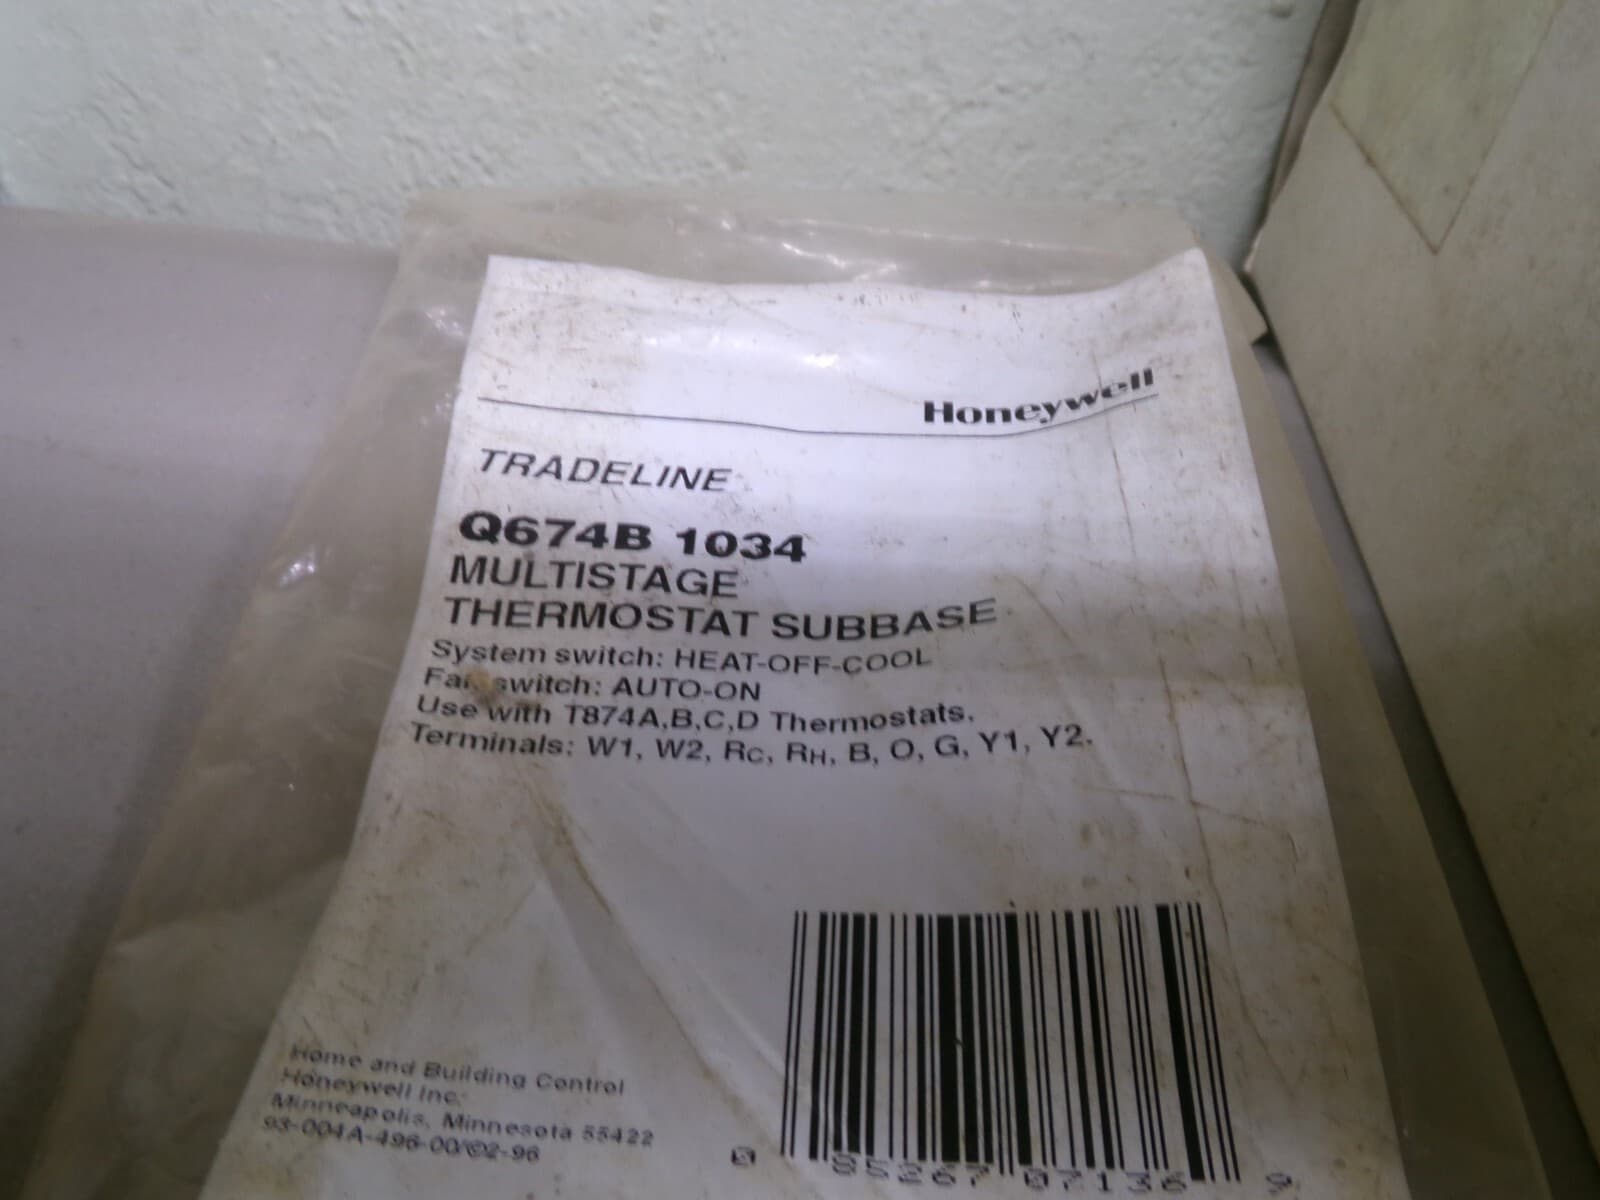 Honeywell
TRADELINE
Q674B 1034
MULTISTAGE
THERMOSTAT SUBBASE
System switch: HEAT-OFF-COOL
Fan switch: AUTO-ON
Use with T874A,B,C,D Thermostats.
Terminals: W1, W2, Rc, RH, B, O, G, Y1, Y2.
Home and Building Control
Honeywell Inc.
Minneapolis, Minnesota 55422
93-004A-496-00/©2-96
0 85267 07136 9